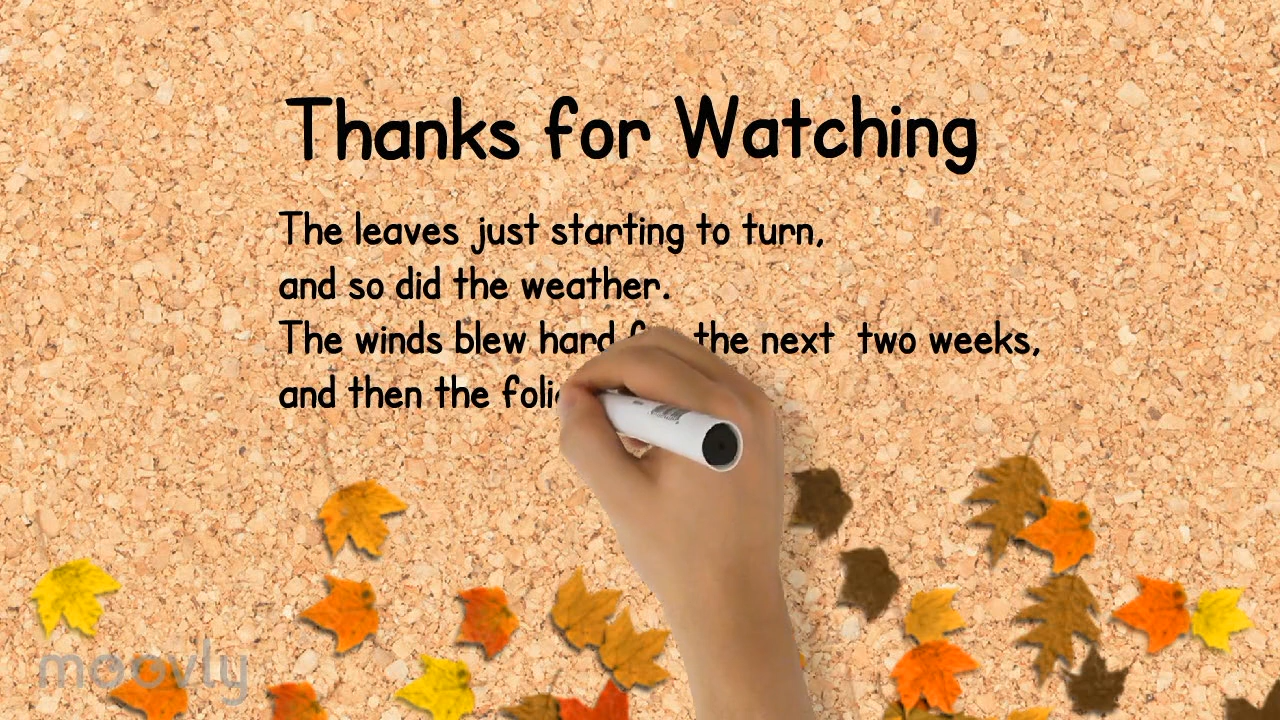 Thanks for Watching
The leaves just starting to turn,
and so did the weather.
The winds blew hard the next two weeks,
and then the
moovly